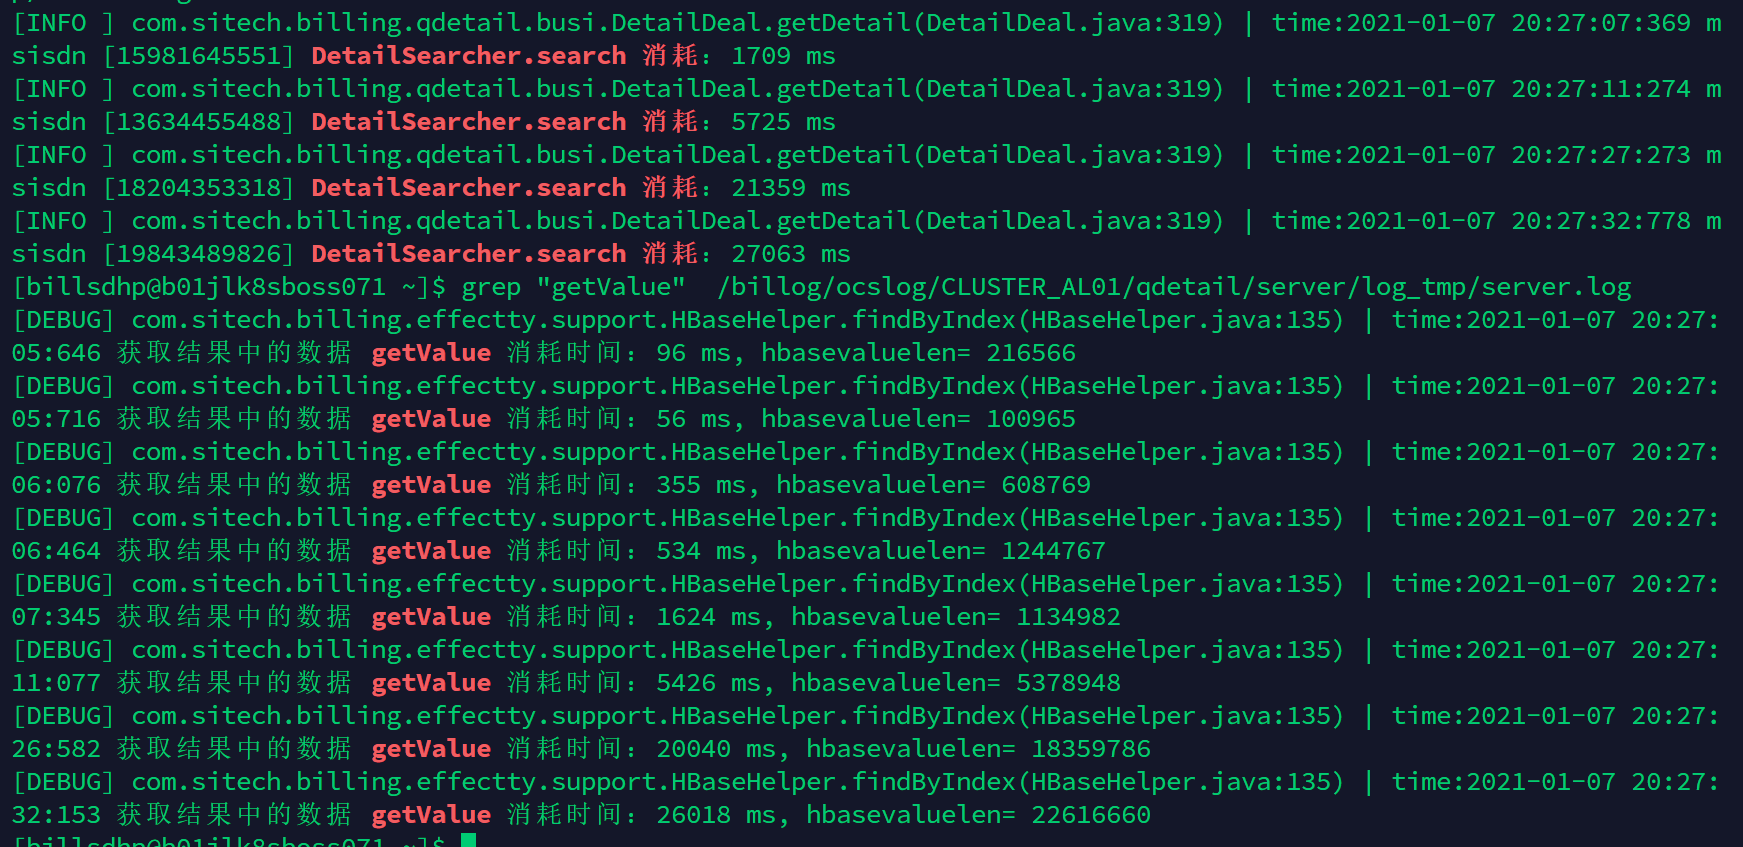 [INFO ] com.sitech.billing.qdetail.busi.DetailDeal.getDetail(DetailDeal.java:319) | time:2021-01-07 20:27:07:369 m
sisdn [15981645551] DetailSearcher.search 消耗: 1709 ms
[INFO ] com.sitech.billing.qdetail.busi.DetailDeal.getDetail(DetailDeal.java:319) | time:2021-01-07 20:27:11:274 m
sisdn [13634455488] DetailSearcher.search 消耗: 5725 ms
[INFO ] com.sitech.billing.qdetail.busi.DetailDeal.getDetail(DetailDeal.java:319) | time:2021-01-07 20:27:27:273 m
sisdn [18204353318] DetailSearcher.search 消耗: 21359 ms
[INFO ] com.sitech.billing.qdetail.busi.DetailDeal.getDetail(DetailDeal.java:319) | time:2021-01-07 20:27:32:778 m
sisdn [19843489826] DetailSearcher.search 消耗: 27063 ms
[billsdhp@b01jlk8sboss071 ~]$ grep "getValue"  /billog/ocslog/CLUSTER_AL01/qdetail/server/log_tmp/server.log
[DEBUG] com.sitech.billing.effectty.support.HBaseHelper.findByIndex(HBaseHelper.java:135) | time:2021-01-07 20:27:
05:646 获取结果中的数据 getValue 消耗时间: 96 ms, hbasevaluelen= 216566
[DEBUG] com.sitech.billing.effectty.support.HBaseHelper.findByIndex(HBaseHelper.java:135) | time:2021-01-07 20:27:
05:716 获取结果中的数据 getValue 消耗时间: 56 ms, hbasevaluelen= 100965
[DEBUG] com.sitech.billing.effectty.support.HBaseHelper.findByIndex(HBaseHelper.java:135) | time:2021-01-07 20:27:
06:076 获取结果中的数据 getValue 消耗时间: 355 ms, hbasevaluelen= 608769
[DEBUG] com.sitech.billing.effectty.support.HBaseHelper.findByIndex(HBaseHelper.java:135) | time:2021-01-07 20:27:
06:464 获取结果中的数据 getValue 消耗时间: 534 ms, hbasevaluelen= 1244767
[DEBUG] com.sitech.billing.effectty.support.HBaseHelper.findByIndex(HBaseHelper.java:135) | time:2021-01-07 20:27:
07:345 获取结果中的数据 getValue 消耗时间: 1624 ms, hbasevaluelen= 1134982
[DEBUG] com.sitech.billing.effectty.support.HBaseHelper.findByIndex(HBaseHelper.java:135) | time:2021-01-07 20:27:
11:077 获取结果中的数据 getValue 消耗时间: 5426 ms, hbasevaluelen= 5378948
[DEBUG] com.sitech.billing.effectty.support.HBaseHelper.findByIndex(HBaseHelper.java:135) | time:2021-01-07 20:27:
26:582 获取结果中的数据 getValue 消耗时间: 20040 ms, hbasevaluelen= 18359786
[DEBUG] com.sitech.billing.effectty.support.HBaseHelper.findByIndex(HBaseHelper.java:135) | time:2021-01-07 20:27:
32:153 获取结果中的数据 getValue 消耗时间: 26018 ms, hbasevaluelen= 22616660
[billsdhp@b01jlk8sboss071 ~]$